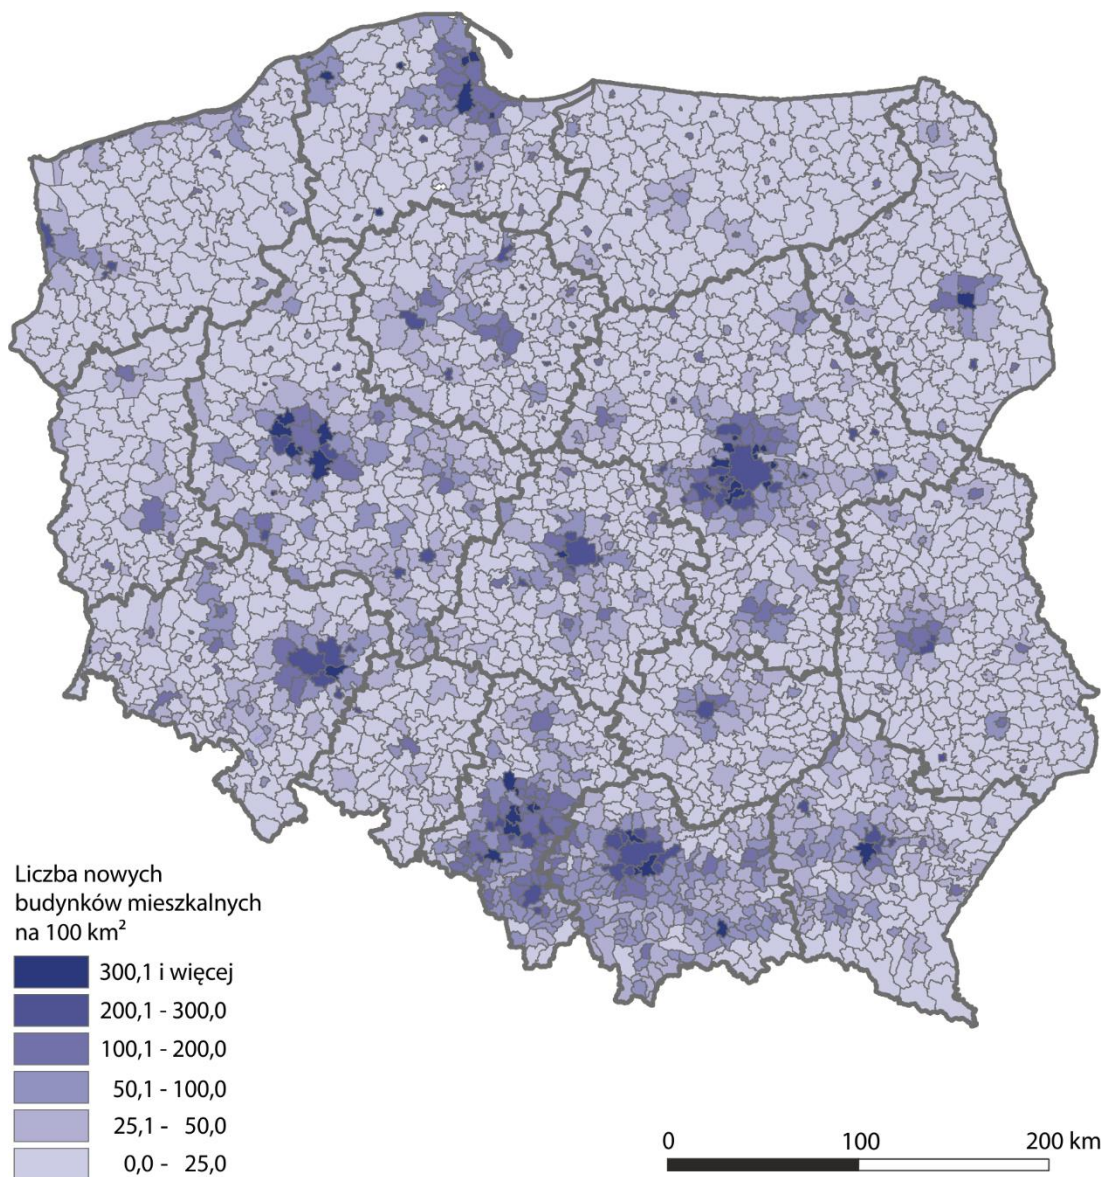 Liczba nowych
budynków mieszkalnych
na 100 km²
300,1 i więcej
200,1 - 300,0
100,1 - 200,0
50,1 - 100,0
25,1 - 50,0
0,0 - 25,0
0 100 200 km